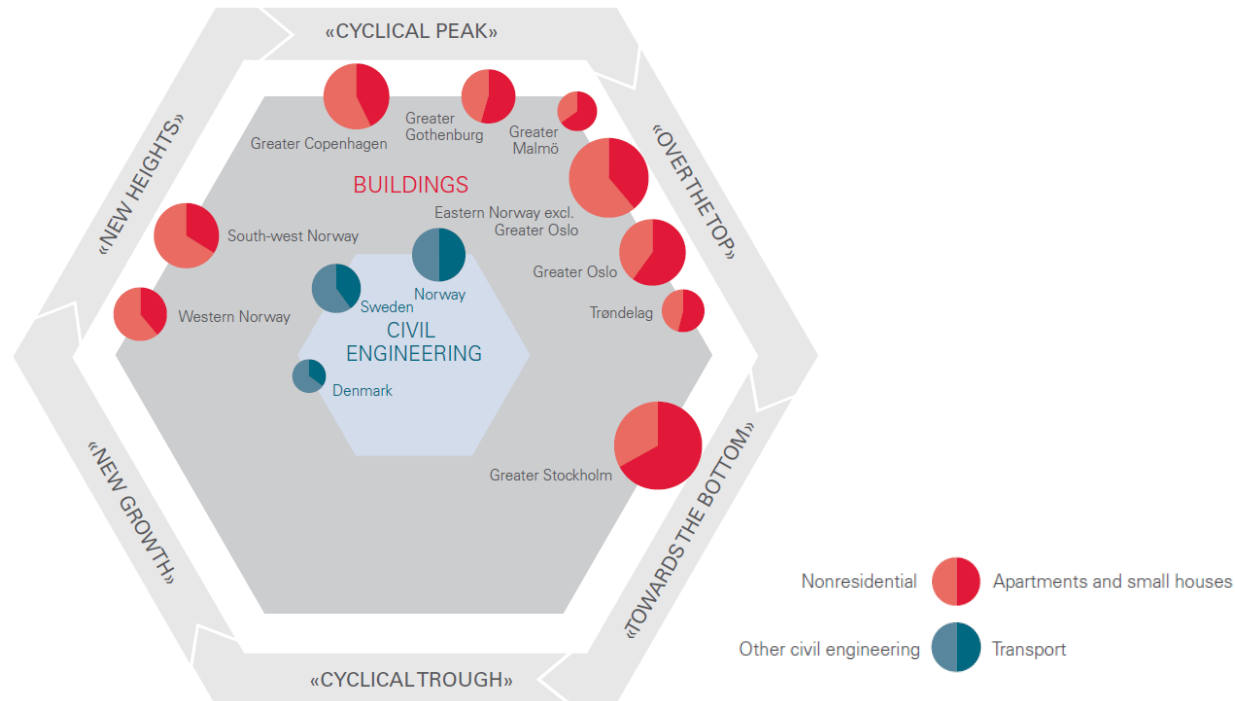 «CYCLICAL PEAK»
«OVER THE TOP»
«TOWARDS THE BOTTOM»
«CYCLICAL TROUGH»
«NEW GROWTH»
«NEW HEIGHTS»
Greater Copenhagen
Greater
Gothenburg
Greater
Malmö
BUILDINGS
Eastern Norway excl.
Greater Oslo
South-west Norway
Greater Oslo
Norway
Sweden
Trøndelag
Western Norway
CIVIL
ENGINEERING
Denmark
Greater Stockholm
Nonresidential
Apartments and small houses
Other civil engineering
Transport